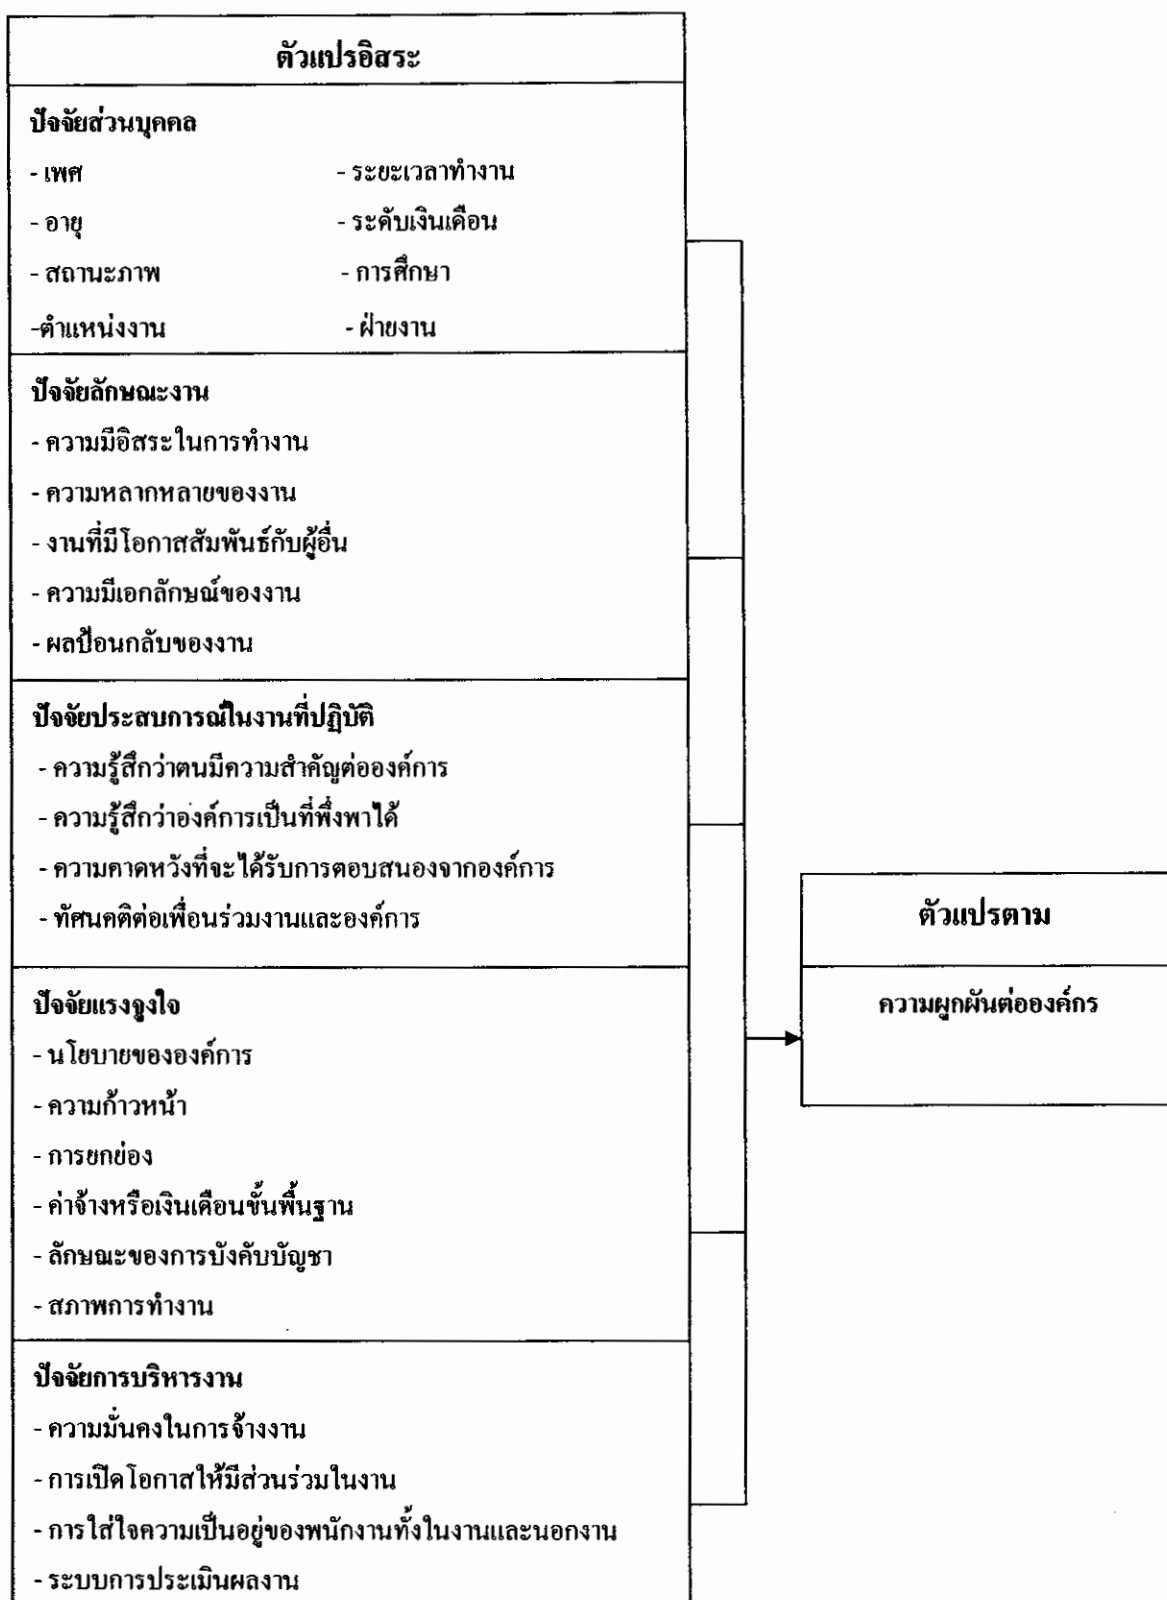 ตัวแปรอิสระ
ปัจจัยส่วนบุคคล
- เพศ - ระยะเวลาทำงาน
- อายุ - ระดับเงินเดือน
- สถานะภาพ - การศึกษา
-ตำแหน่งงาน - ฝ่ายงาน
ปัจจัยลักษณะงาน
- ความมีอิสระในการทำงาน
- ความหลากหลายของงาน
- งานที่มีโอกาสสัมพันธ์กับผู้อื่น
- ความมีเอกลักษณ์ของงาน
- ผลป้อนกลับของงาน
ปัจจัยประสบการณ์ในงานที่ปฏิบัติ
- ความรู้สึกว่าตนมีความสำคัญต่อองค์การ
- ความรู้สึกว่าองค์การเป็นที่พึ่งพาได้
- ความคาดหวังที่จะได้รับการตอบสนองจากองค์การ
- ทัศนคติต่อเพื่อนร่วมงานและองค์การ
ปัจจัยแรงจูงใจ
- นโยบายขององค์การ
- ความก้าวหน้า
- การยกย่อง
- ค่าจ้างหรือเงินเดือนขั้นพื้นฐาน
- ลักษณะของการบังคับบัญชา
- สภาพการทำงาน
ปัจจัยการบริหารงาน
- ความมั่นคงในการจ้างงาน
- การเปิดโอกาสให้มีส่วนร่วมในงาน
- การใส่ใจความเป็นอยู่ของพนักงานทั้งในงานและนอกงาน
- ระบบการประเมินผลงาน
ตัวแปรตาม
ความผูกผันต่อองค์กร